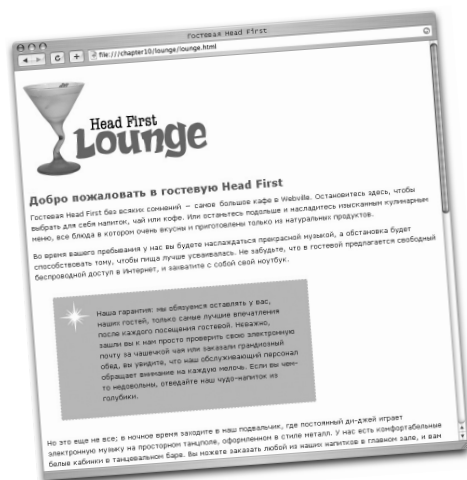 Гостевая Head First
file:///chapter10/lounge/lounge.html
Head First
Lounge
Добро пожаловать в гостевую Head First
Гостевая Head First без всяких сомнений — самое большое кафе в Webville. Остановитесь здесь, чтобы
выбрать для себя напиток, чай или кофе. Или останьтесь подольше и насладитесь изысканным кулинарным
меню, все блюда в котором очень вкусны и приготовлены только из натуральных продуктов.
Во время вашего пребывания у нас вы будете наслаждаться прекрасной музыкой, а обстановка будет
способствовать тому, чтобы пища лучше усваивалась. Не забудьте, что в гостевой предлагается свободный
беспроводной доступ в Интернет, и захватите с собой свой ноутбук.
Наша гарантия: мы обязуемся оставлять у вас,
наших гостей, только самые лучшие впечатления
после каждого посещения гостевой. Неважно,
зашли вы к нам просто проверить свою электронную
почту за чашечкой чая или заказали грандиозный
обед, вы увидите, что наш обслуживающий персонал
обращает внимание на каждую мелочь. Если вы чем-
то недовольны, отведайте наш чудо-напиток из
голубики.
Но это еще не все; в ночное время заходите в наш подвальчик, где постоянный ди-джей играет
электронную музыку на просторном танцполе, оформленном в стиле металл. У нас есть комфортабельные
белые кабинки в танцевальном баре. Вы можете заказать любой из наших напитков в главном зале, и вам